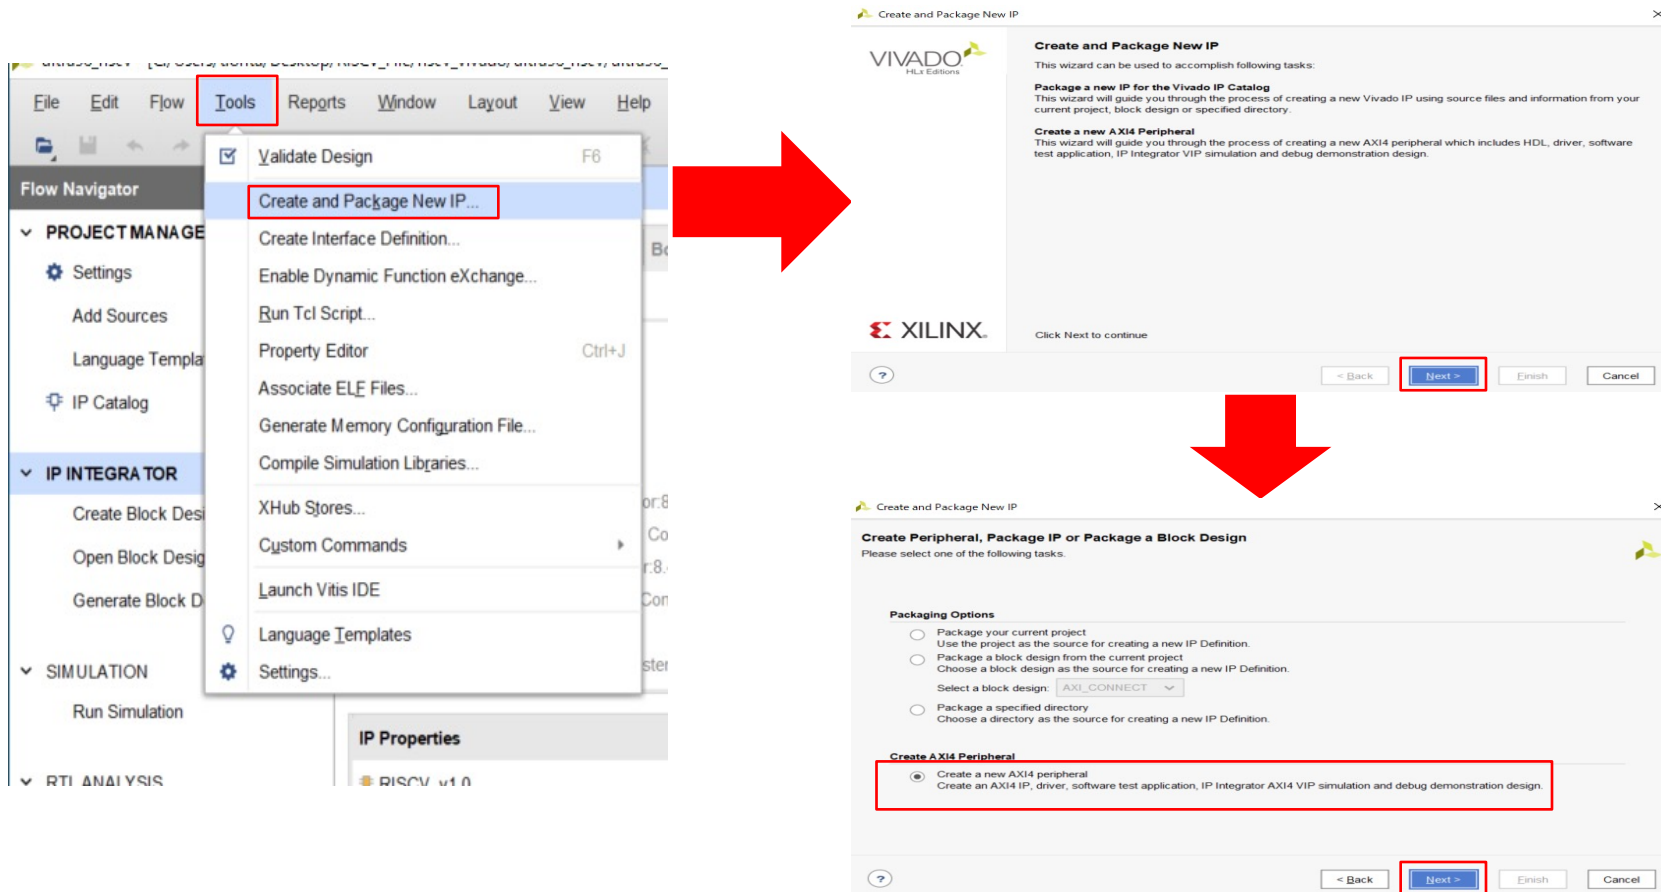 File Edit Flow Tools Reports Window Layout View Help
Validate Design F6
Flow Navigator
Create and Package New IP...
PROJECT MANAGE
Create Interface Definition...
Settings
Enable Dynamic Function eXchange...
Add Sources
Run Tcl Script...
Language Templa
Property Editor Ctrl+J
Associate ELF Files...
IP Catalog
Generate Memory Configuration File...
Compile Simulation Libraries...
IP INTEGRATOR
XHub Stores...
Create Block Desi
Custom Commands
Open Block Desig
Launch Vitis IDE
Generate Block D
Language Templates
SIMULATION
Settings...
Run Simulation
IP Properties
RTL ANALYSIS
RISCV_v1.0
Create and Package New IP
VIVADO
HLx Editions
Create and Package New IP
This wizard can be used to accomplish following tasks:
Package a new IP for the Vivado IP Catalog
This wizard will guide you through the process of creating a new Vivado IP using source files and information from your
current project, block design or specified directory.
Create a new AXI4 Peripheral
This wizard will guide you through the process of creating a new AXI4 peripheral which includes HDL, driver, software
test application, IP Integrator VIP simulation and debug demonstration design.
XILINX
Click Next to continue
? < Back Next > Finish Cancel
Create and Package New IP
Create Peripheral, Package IP or Package a Block Design
Please select one of the following tasks.
Packaging Options
Package your current project
Use the project as the source for creating a new IP Definition.
Package a block design from the current project
Choose a block design as the source for creating a new IP Definition.
Select a block design: AXI_CONNECT
Package a specified directory
Choose a directory as the source for creating a new IP Definition.
Create AXI4 Peripheral
Create a new AXI4 peripheral
Create an AXI4 IP, driver, software test application, IP Integrator AXI4 VIP simulation and debug demonstration design.
? < Back Next > Finish Cancel